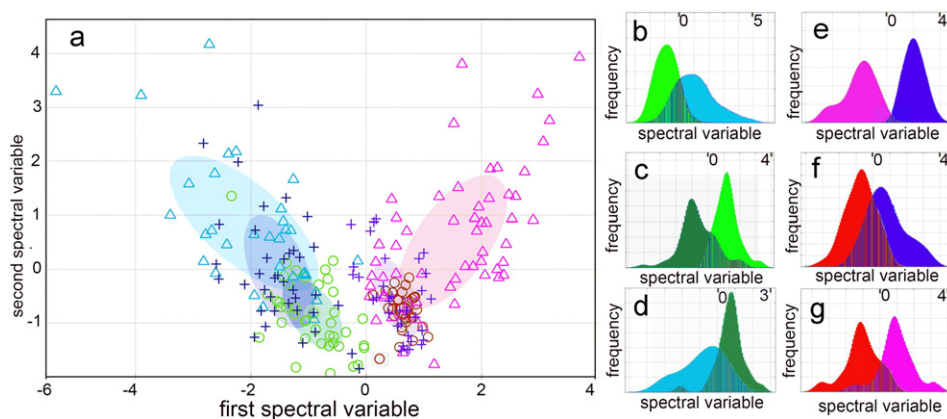 a
4
3
2
1
0
-1
second spectral variable
-6
-4
-2
0
2
4
first spectral variable
b
0
5
frequency
spectral variable
e
0
4
frequency
spectral variable
c
0
4
frequency
spectral variable
f
0
4
frequency
spectral variable
d
0
3
frequency
spectral variable
g
0
4
frequency
spectral variable